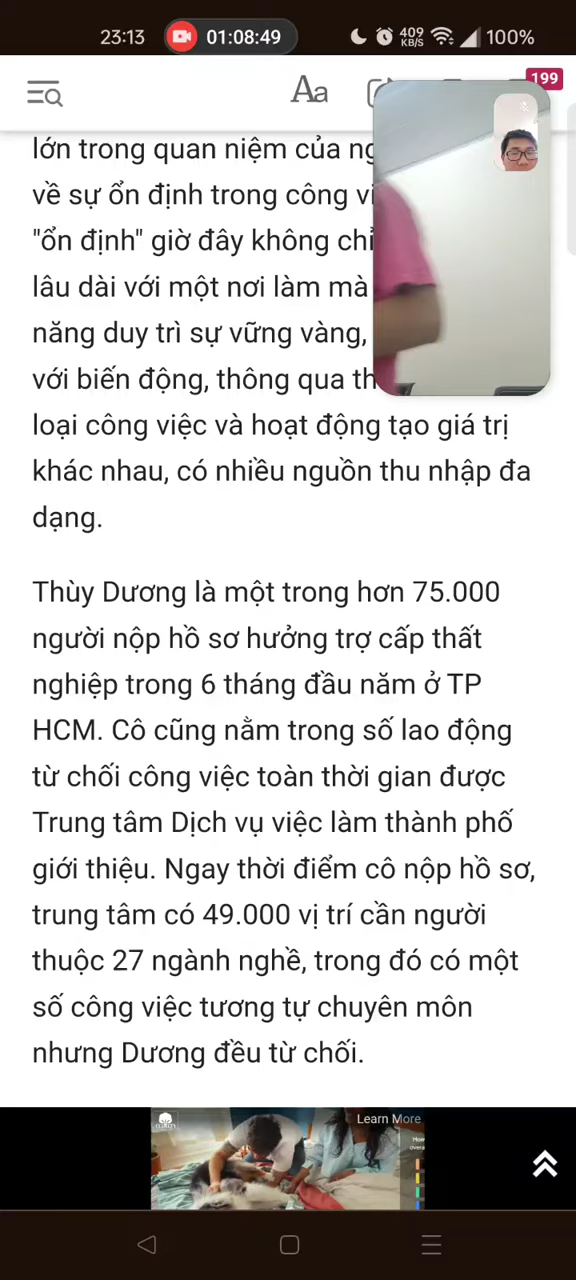 23:13
01:08:49
409
KB/S
100%
Aa
199
lớn trong quan niệm của
về sự ổn định trong công
"ổn định" giờ đây không chỉ
lâu dài với một nơi làm mà
năng duy trì sự vững vàng,
với biến động, thông qua
loại công việc và hoạt động tạo giá trị
khác nhau, có nhiều nguồn thu nhập đa
dạng.
Thùy Dương là một trong hơn 75.000
người nộp hồ sơ hưởng trợ cấp thất
nghiệp trong 6 tháng đầu năm ở TP
HCM. Cô cũng nằm trong số lao động
từ chối công việc toàn thời gian được
Trung tâm Dịch vụ việc làm thành phố
giới thiệu. Ngay thời điểm cô nộp hồ sơ,
trung tâm có 49.000 vị trí cần người
thuộc 27 ngành nghề, trong đó có một
số công việc tương tự chuyên môn
nhưng Dương đều từ chối.
Learn More